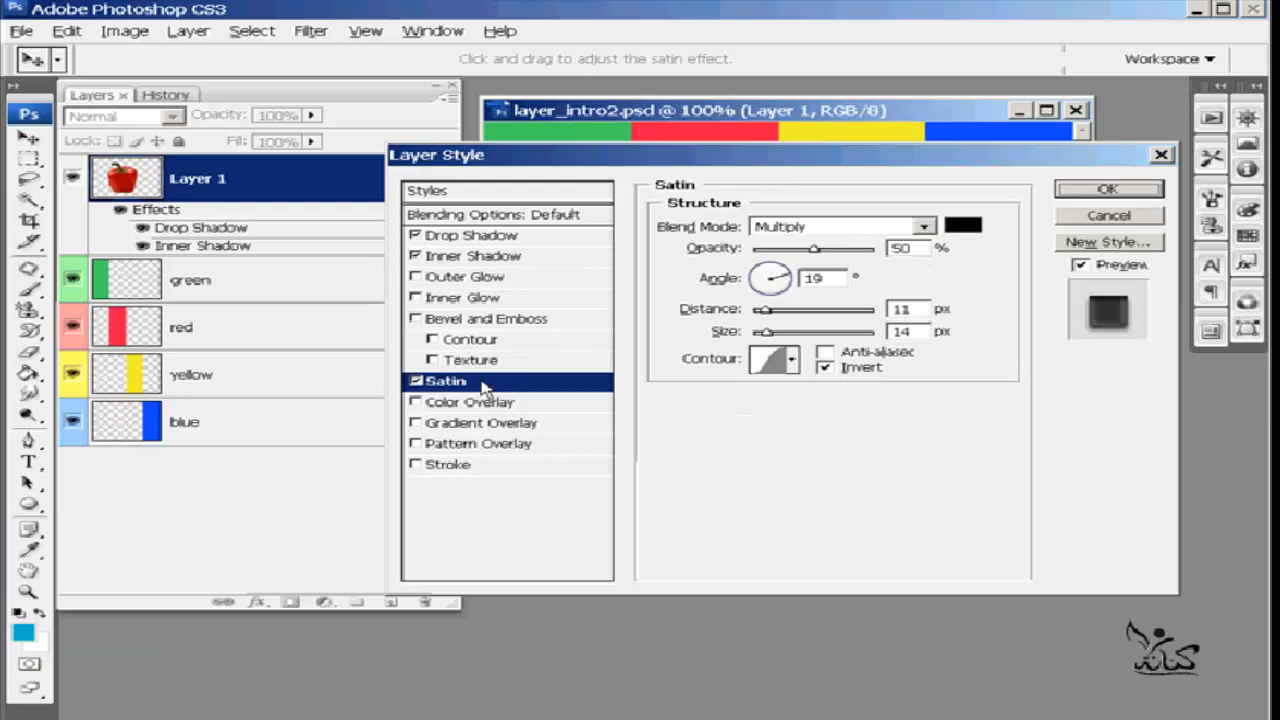 Adobe Photoshop CS3
File Edit Image Layer Select Filter View Window Help
Click and drag to adjust the satin effect.
Workspace
Layers × History
Normal Opacity: 100%
Lock: Fill: 100%
Ps
Layer 1
Effects
Drop Shadow
Inner Shadow
green
red
yellow
blue
layer_intro2.psd @ 100% (Layer 1, RGB/8)
Layer Style
Styles
Blending Options: Default
Drop Shadow
Inner Shadow
Outer Glow
Inner Glow
Bevel and Emboss
Contour
Texture
Satin
Color Overlay
Gradient Overlay
Pattern Overlay
Stroke
Satin
Structure
Blend Mode: Multiply
Opacity: 50 %
Angle: 19 °
Distance: 11 px
Size: 14 px
Contour: Anti-aliased
Invert
OK
Cancel
New Style...
Preview
كنانة